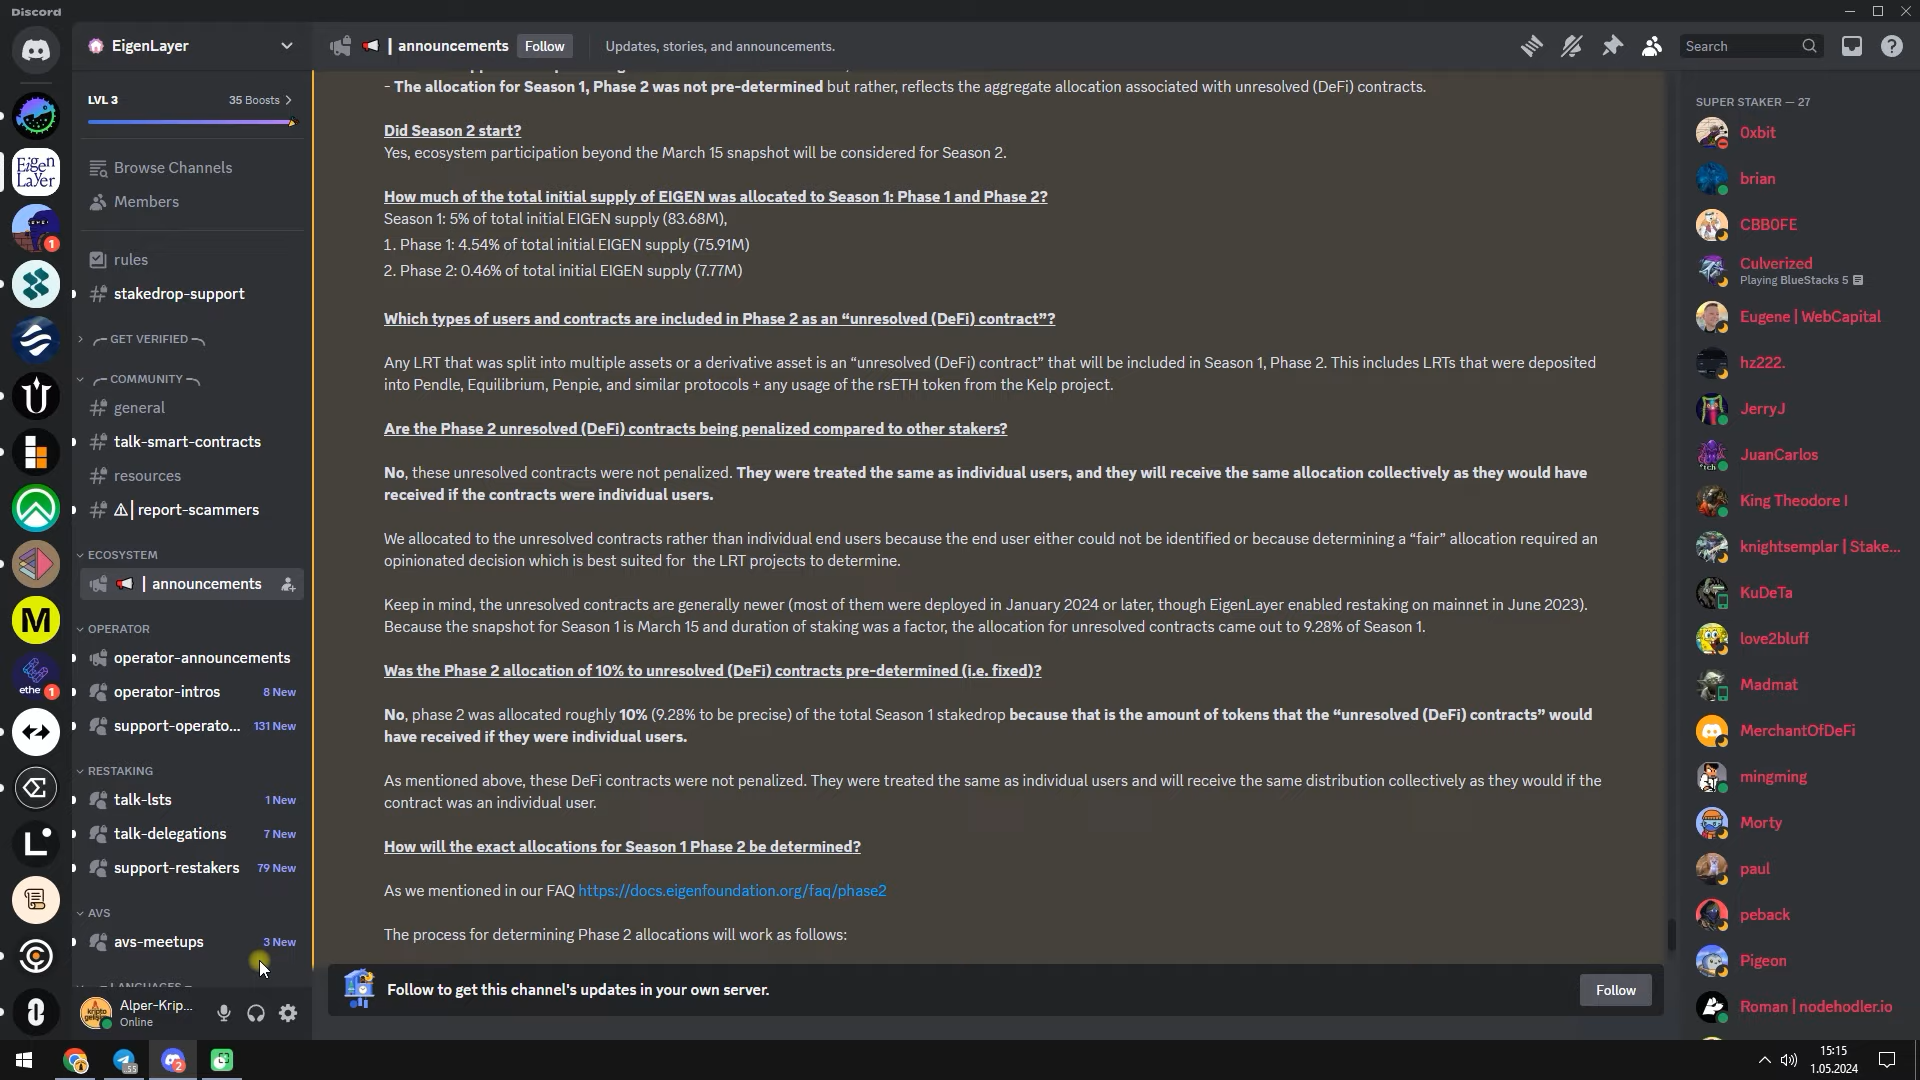 Discord
EigenLayer
| announcements
Follow
Updates, stories, and announcements.
Search
LVL 3
35 Boosts
Browse Channels
Members
rules
stakedrop-support
GET VERIFIED
COMMUNITY
general
talk-smart-contracts
resources
| report-scammers
ECOSYSTEM
| announcements
OPERATOR
operator-announcements
operator-intros
8 New
support-operato...
131 New
RESTAKING
talk-lsts
1 New
talk-delegations
7 New
support-restakers
79 New
AVS
avs-meetups
3 New
Eigen
Layer
1
ethe
1
M
Alper-Krip...
Online
- The allocation for Season 1, Phase 2 was not pre-determined but rather, reflects the aggregate allocation associated with unresolved (DeFi) contracts.
Did Season 2 start?
Yes, ecosystem participation beyond the March 15 snapshot will be considered for Season 2.
How much of the total initial supply of EIGEN was allocated to Season 1: Phase 1 and Phase 2?
Season 1: 5% of total initial EIGEN supply (83.68M),
1. Phase 1: 4.54% of total initial EIGEN supply (75.91M)
2. Phase 2: 0.46% of total initial EIGEN supply (7.77M)
Which types of users and contracts are included in Phase 2 as an “unresolved (DeFi) contract”?
Any LRT that was split into multiple assets or a derivative asset is an “unresolved (DeFi) contract” that will be included in Season 1, Phase 2. This includes LRTs that were deposited
into Pendle, Equilibrium, Penpie, and similar protocols + any usage of the rsETH token from the Kelp project.
Are the Phase 2 unresolved (DeFi) contracts being penalized compared to other stakers?
No, these unresolved contracts were not penalized. They were treated the same as individual users, and they will receive the same allocation collectively as they would have
received if the contracts were individual users.
We allocated to the unresolved contracts rather than individual end users because the end user either could not be identified or because determining a “fair” allocation required an
opinionated decision which is best suited for the LRT projects to determine.
Keep in mind, the unresolved contracts are generally newer (most of them were deployed in January 2024 or later, though EigenLayer enabled restaking on mainnet in June 2023).
Because the snapshot for Season 1 is March 15 and duration of staking was a factor, the allocation for unresolved contracts came out to 9.28% of Season 1.
Was the Phase 2 allocation of 10% to unresolved (DeFi) contracts pre-determined (i.e. fixed)?
No, phase 2 was allocated roughly 10% (9.28% to be precise) of the total Season 1 stakedrop because that is the amount of tokens that the “unresolved (DeFi) contracts” would
have received if they were individual users.
As mentioned above, these DeFi contracts were not penalized. They were treated the same as individual users and will receive the same distribution collectively as they would if the
contract was an individual user.
How will the exact allocations for Season 1 Phase 2 be determined?
As we mentioned in our FAQ https://docs.eigenfoundation.org/faq/phase2
The process for determining Phase 2 allocations will work as follows:
Follow to get this channel's updates in your own server.
Follow
SUPER STAKER — 27
0xbit
brian
CBB0FE
Culverized
Playing BlueStacks 5
Eugene | WebCapital
hz222.
JerryJ
JuanCarlos
King Theodore I
knightsemplar | Stake...
KuDeTa
love2bluff
Madmat
MerchantOfDeFi
mingming
Morty
paul
peback
Pigeon
Roman | nodehodler.io
55
2
15:15
1.05.2024